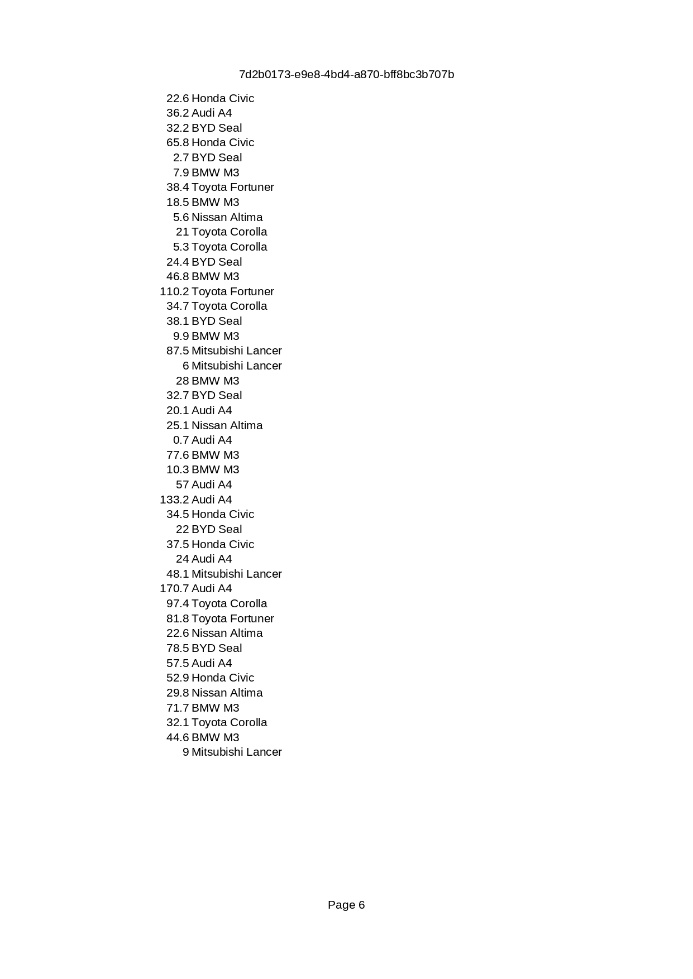 7d2b0173-e9e8-4bd4-a870-bff8bc3b707b
22.6 Honda Civic
36.2 Audi A4
32.2 BYD Seal
65.8 Honda Civic
2.7 BYD Seal
7.9 BMW M3
38.4 Toyota Fortuner
18.5 BMW M3
5.6 Nissan Altima
21 Toyota Corolla
5.3 Toyota Corolla
24.4 BYD Seal
46.8 BMW M3
110.2 Toyota Fortuner
34.7 Toyota Corolla
38.1 BYD Seal
9.9 BMW M3
87.5 Mitsubishi Lancer
6 Mitsubishi Lancer
28 BMW M3
32.7 BYD Seal
20.1 Audi A4
25.1 Nissan Altima
0.7 Audi A4
77.6 BMW M3
10.3 BMW M3
57 Audi A4
133.2 Audi A4
34.5 Honda Civic
22 BYD Seal
37.5 Honda Civic
24 Audi A4
48.1 Mitsubishi Lancer
170.7 Audi A4
97.4 Toyota Corolla
81.8 Toyota Fortuner
22.6 Nissan Altima
78.5 BYD Seal
57.5 Audi A4
52.9 Honda Civic
29.8 Nissan Altima
71.7 BMW M3
32.1 Toyota Corolla
44.6 BMW M3
9 Mitsubishi Lancer
Page 6